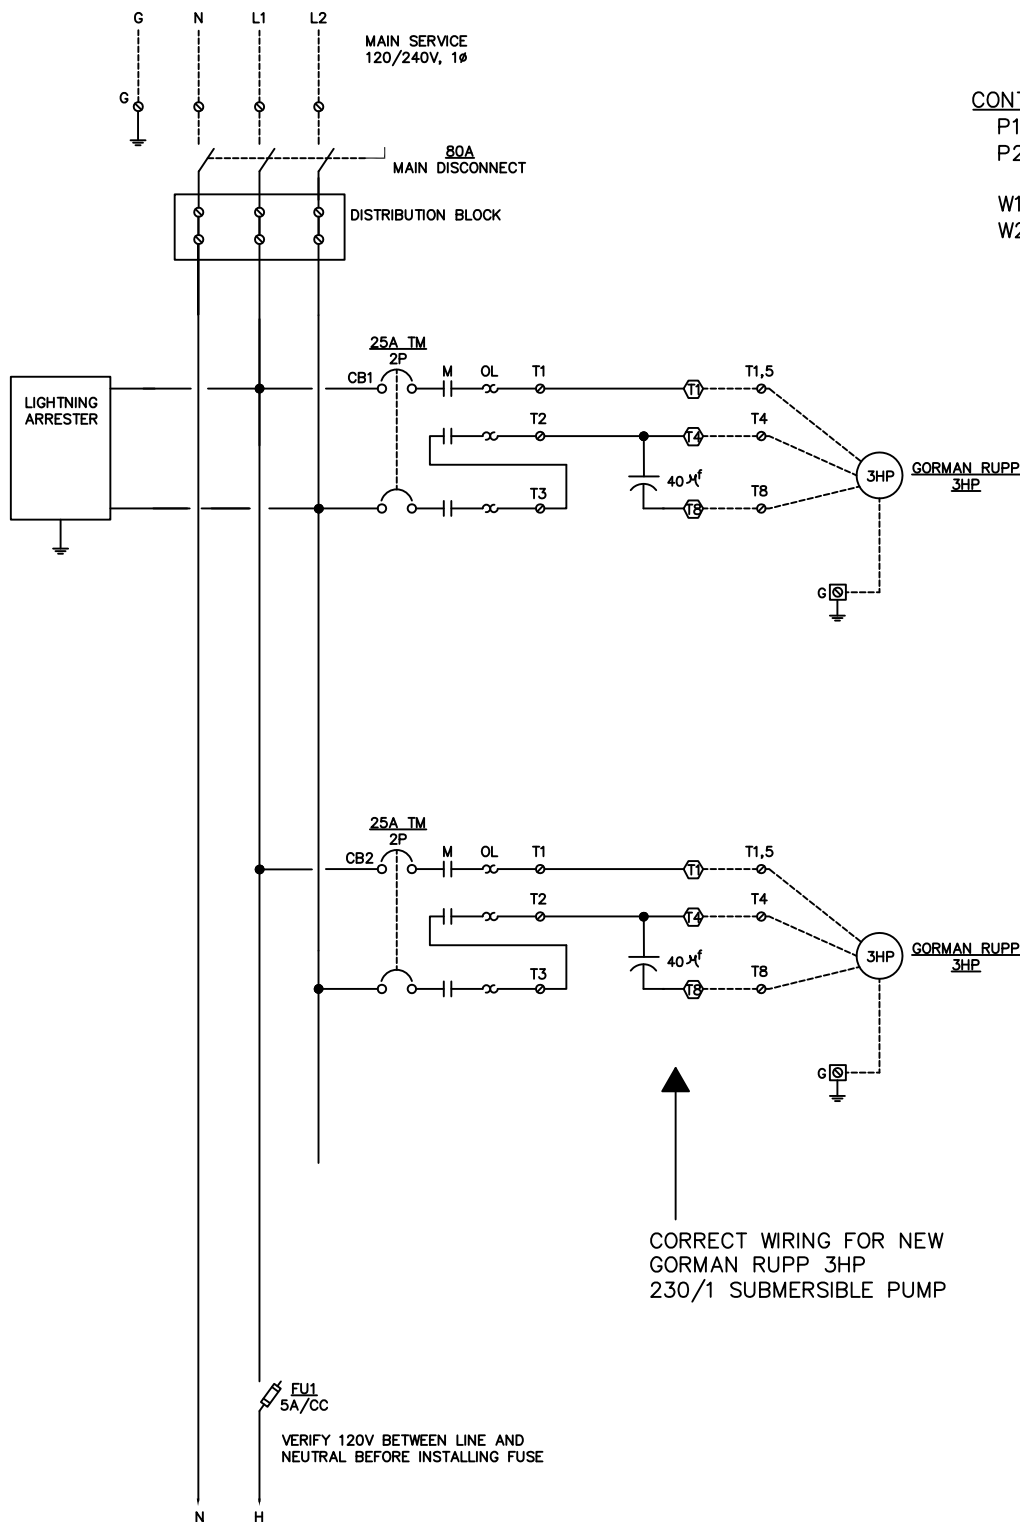 G N L1 L2
MAIN SERVICE
120/240V, 1ø
G
CONT
P1
P2
W1
W2
80A
MAIN DISCONNECT
DISTRIBUTION BLOCK
LIGHTNING
ARRESTER
25A TM
2P
CB1 M OL T1 T1 T1,5
T2 T4 T4
40 μf
T3 T8 T8
3HP
GORMAN RUPP
3HP
G
25A TM
2P
CB2 M OL T1 T1 T1,5
T2 T4 T4
40 μf
T3 T8 T8
3HP
GORMAN RUPP
3HP
G
CORRECT WIRING FOR NEW
GORMAN RUPP 3HP
230/1 SUBMERSIBLE PUMP
FU1
5A/CC
VERIFY 120V BETWEEN LINE AND
NEUTRAL BEFORE INSTALLING FUSE
N H